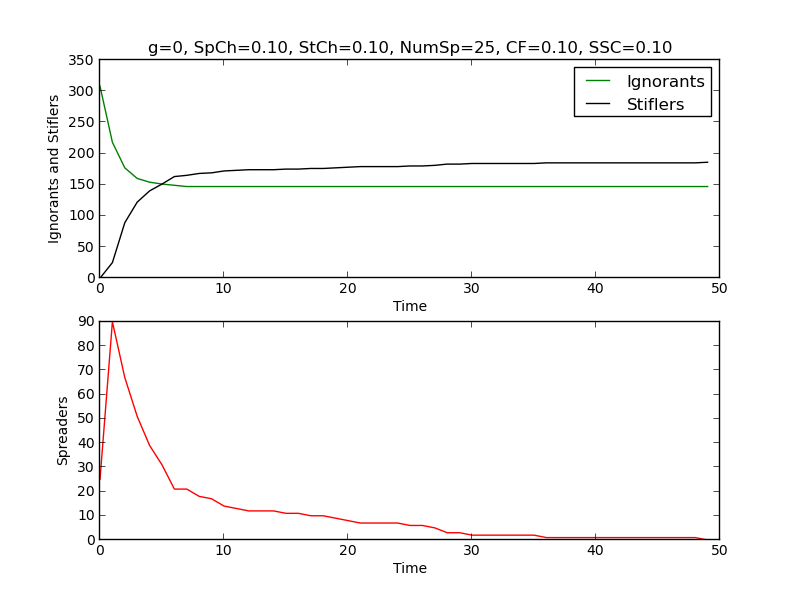 g=0, SpCh=0.10, StCh=0.10, NumSp=25, CF=0.10, SSC=0.10
350
300
250
200
150
100
50
0
Ignorants and Stiflers
Ignorants
Stiflers
0 10 20 30 40 50
Time
90
80
70
60
50
40
30
20
10
0
Spreaders
0 10 20 30 40 50
Time